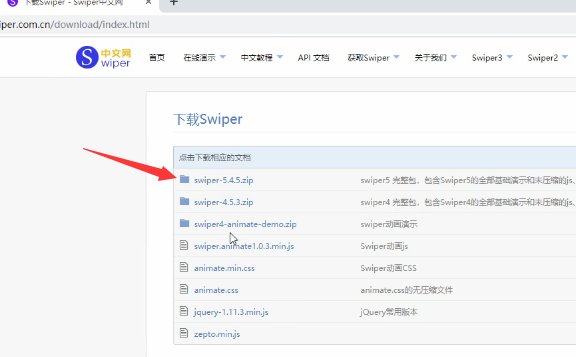 下载Swiper - Swiper中文网
iper.com.cn/download/index.html
S 中文网 wiper 首页 在线演示 中文教程 API 文档 获取Swiper 关于我们 Swiper3 Swiper2
下载Swiper
点击下载相应的文档
swiper-5.4.5.zip swiper5 完整包，包含Swiper5的全部基础演示和未压缩的js、
swiper-4.5.3.zip swiper4 完整包，包含Swiper4的全部基础演示和未压缩的js、
swiper4-animate-demo.zip swiper动画演示
swiper.animate1.0.3.min.js Swiper动画js
animate.min.css Swiper动画CSS
animate.css animate.css的无压缩文件
jquery-1.11.3.min.js jQuery常用版本
zepto.min.js